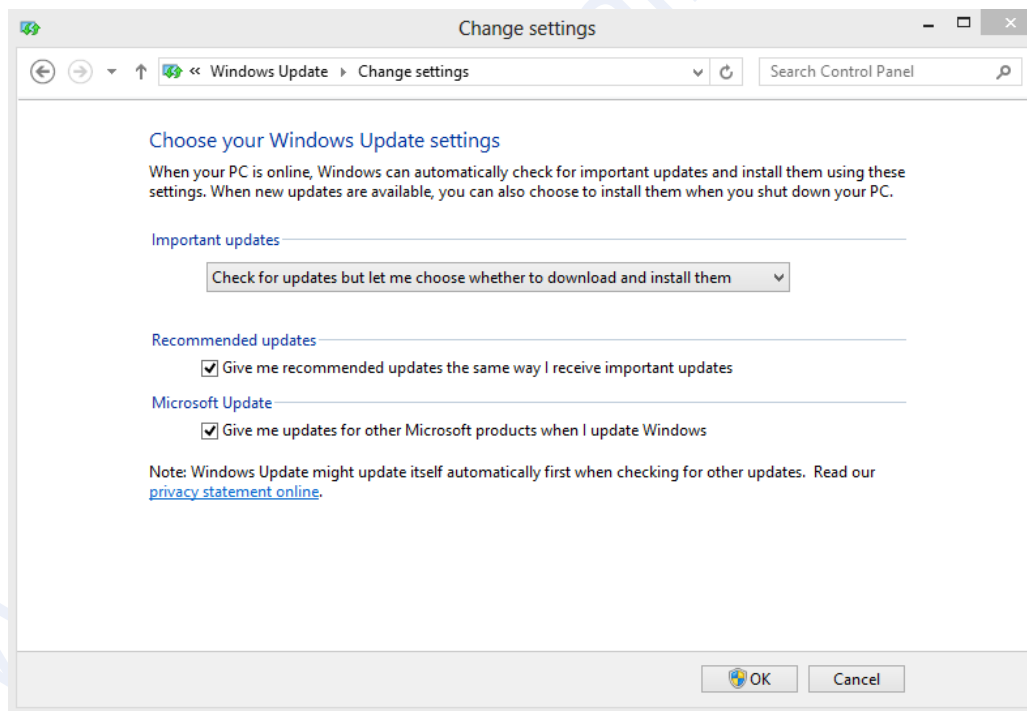 Change settings
« Windows Update Change settings
Search Control Panel
Choose your Windows Update settings
When your PC is online, Windows can automatically check for important updates and install them using these
settings. When new updates are available, you can also choose to install them when you shut down your PC.
Important updates
Check for updates but let me choose whether to download and install them
Recommended updates
Give me recommended updates the same way I receive important updates
Microsoft Update
Give me updates for other Microsoft products when I update Windows
Note: Windows Update might update itself automatically first when checking for other updates.  Read our
privacy statement online.
OK
Cancel